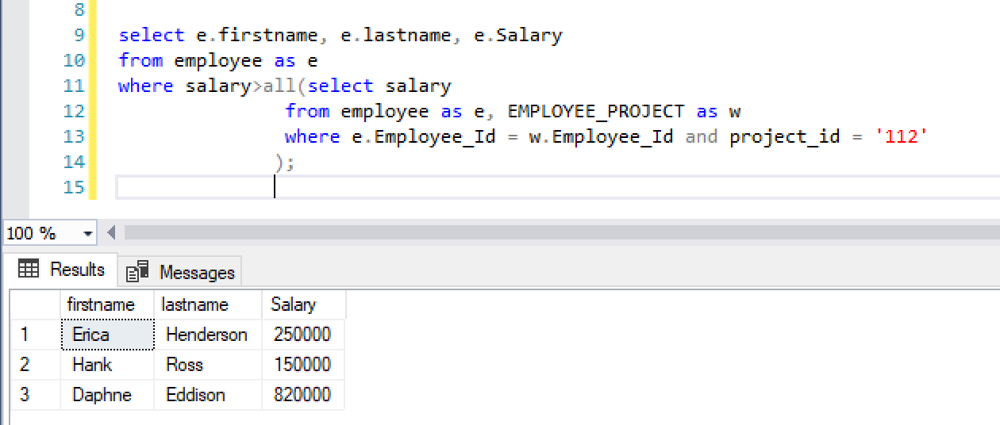 8
9 select e.firstname, e.lastname, e.Salary
10 from employee as e
11 where salary>all(select salary
12 from employee as e, EMPLOYEE_PROJECT as w
13 where e.Employee_Id = w.Employee_Id and project_id = '112'
14 );
15
100 %
Results Messages
firstname lastname Salary
1 Erica Henderson 250000
2 Hank Ross 150000
3 Daphne Eddison 820000